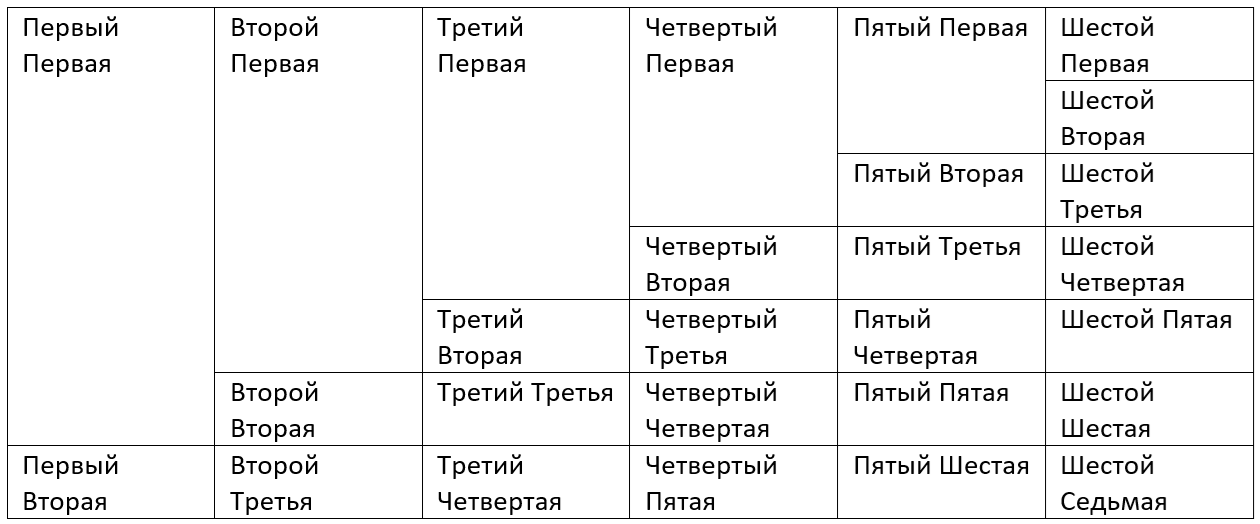 Первый Второй Третий Четвертый Пятый Первая Шестой
Первая Первая Первая Первая Первая
Шестой
Вторая
Пятый Вторая Шестой
Третья
Четвертый Пятый Третья Шестой
Вторая Четвертая
Третий Четвертый Пятый Шестой Пятая
Вторая Третья Четвертая
Второй Третий Третья Четвертый Пятый Пятая Шестой
Вторая Четвертая Шестая
Первый Второй Третий Четвертый Пятый Шестая Шестой
Вторая Третья Четвертая Пятая Седьмая